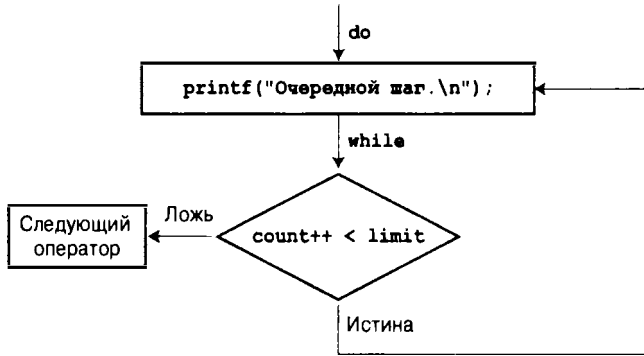 do
printf("Очередной шаг.\n");
while
Ложь
Следующий
оператор
count++ < limit
Истина